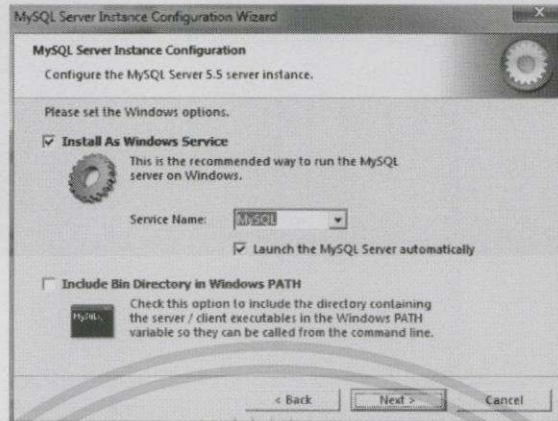 MySQL Server Instance Configuration Wizard
MySQL Server Instance Configuration
Configure the MySQL Server 5.5 server instance.
Please set the Windows options.
Install As Windows Service
This is the recommended way to run the MySQL
server on Windows.
Service Name: MySQL
Launch the MySQL Server automatically
Include Bin Directory in Windows PATH
Check this option to include the directory containing
the server / client executables in the Windows PATH
variable so they can be called from the command line.
< Back Next > Cancel